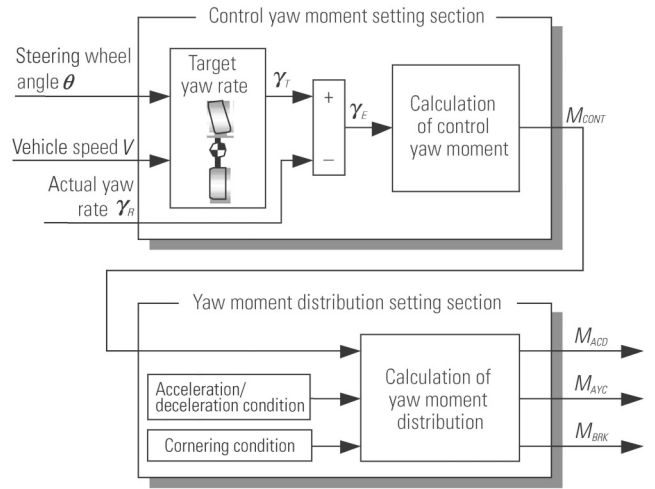 Control yaw moment setting section
Steering wheel
angle θ
Target
yaw rate
γT
+
γE
Calculation
of control
yaw moment
MCONT
Vehicle speed V
−
Actual yaw
rate γR
Yaw moment distribution setting section
Acceleration/
deceleration condition
Cornering condition
Calculation of
yaw moment
distribution
MACD
MAYC
MBRK